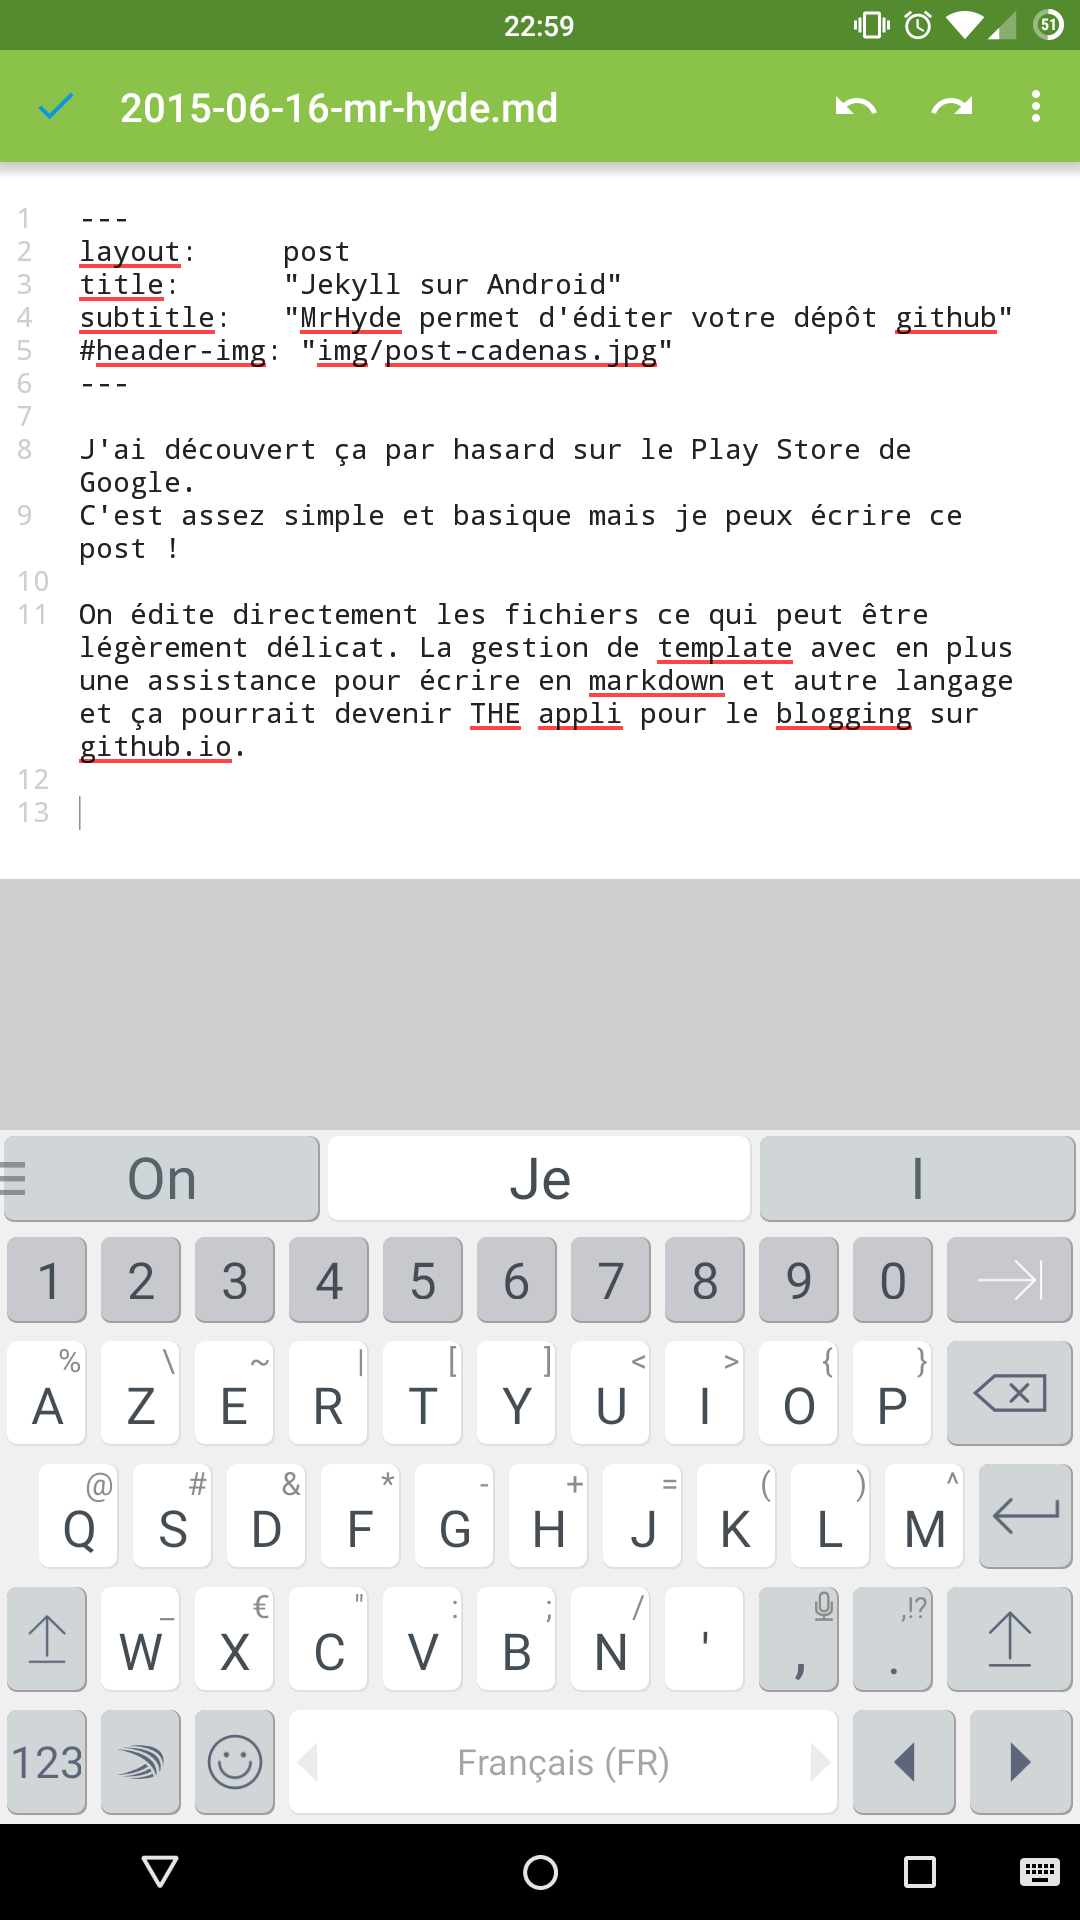 22:59
51
2015-06-16-mr-hyde.md
1 ---
2 layout:     post
3 title:      "Jekyll sur Android"
4 subtitle:   "MrHyde permet d'éditer votre dépôt github"
5 #header-img: "img/post-cadenas.jpg"
6 ---
7
8 J'ai découvert ça par hasard sur le Play Store de
Google.
9 C'est assez simple et basique mais je peux écrire ce
post !
10
11 On édite directement les fichiers ce qui peut être
légèrement délicat. La gestion de template avec en plus
une assistance pour écrire en markdown et autre langage
et ça pourrait devenir THE appli pour le blogging sur
github.io.
12
13
On Je I
1 2 3 4 5 6 7 8 9 0
% \ ~ | [ ] < > { }
A Z E R T Y U I O P
@ # & * - + = ( ) ^
Q S D F G H J K L M
_ € " : ; / ,!?
W X C V B N ' , .
123 Français (FR)